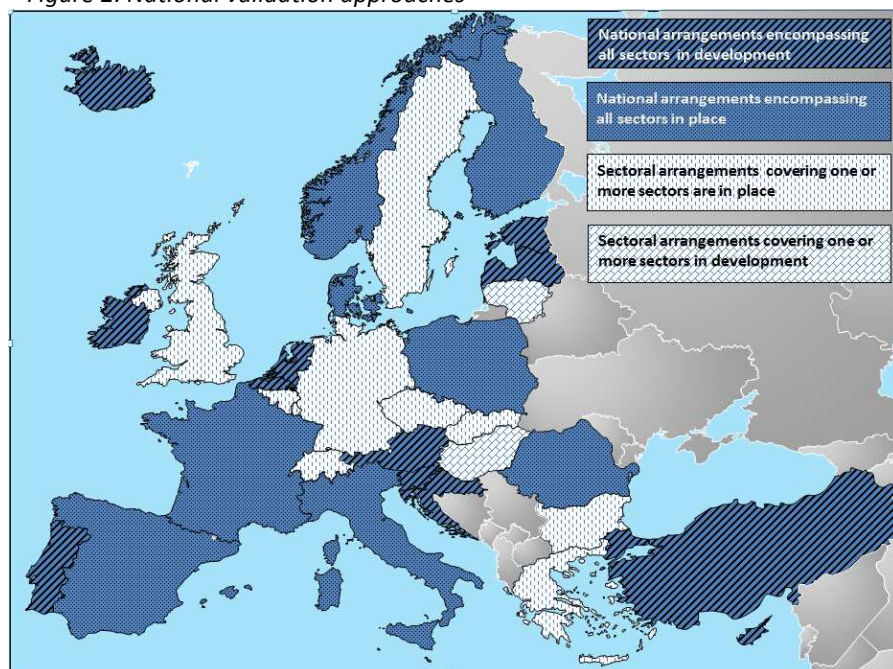 Figure 2: National validation approaches
National arrangements encompassing
all sectors in development
National arrangements encompassing
all sectors in place
Sectoral arrangements covering one or
more sectors are in place
Sectoral arrangements covering one or
more sectors in development